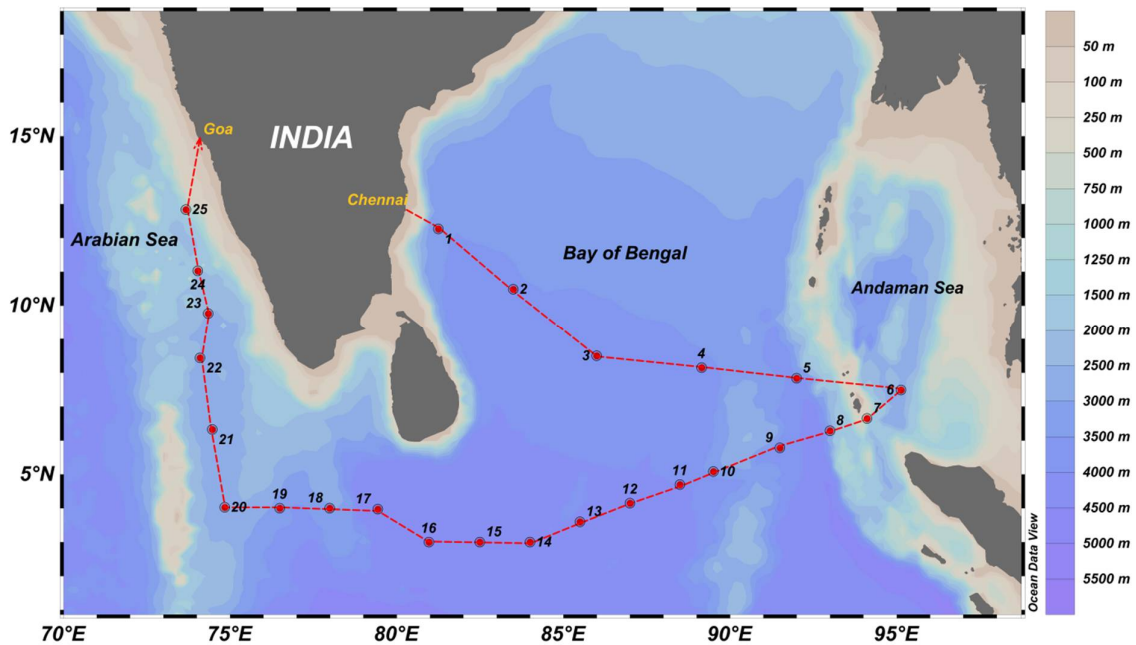 Goa
INDIA
15°N
25
Chennai
Arabian Sea
1
Bay of Bengal
24
2
Andaman Sea
10°N
23
3
4
5
6
22
7
8
21
9
5°N
10
11
20
19
18
17
12
13
16
15
14
70°E
75°E
80°E
85°E
90°E
95°E
Ocean Data View
50 m
100 m
250 m
500 m
750 m
1000 m
1250 m
1500 m
2000 m
2500 m
3000 m
3500 m
4000 m
4500 m
5000 m
5500 m